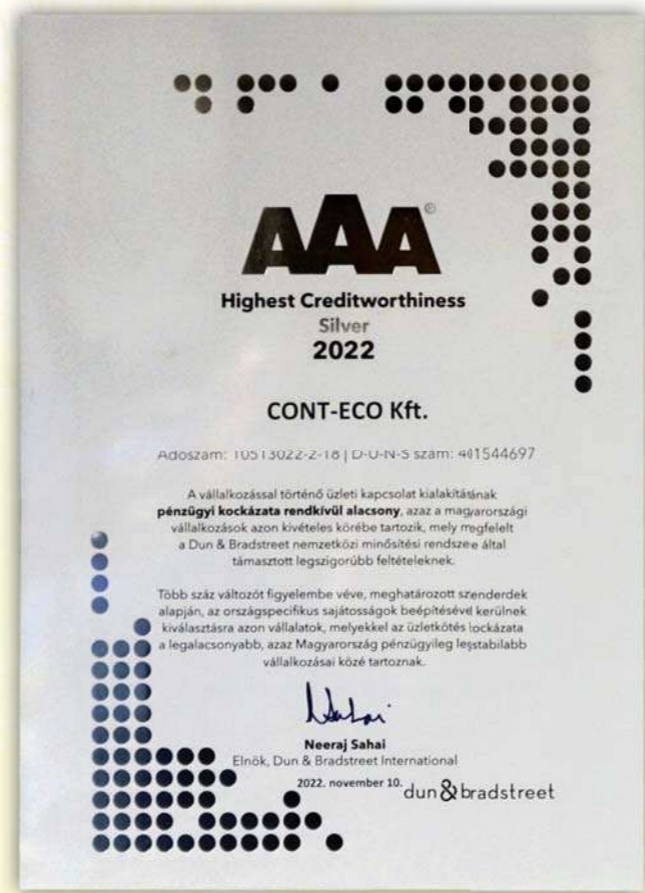 AAA®
Highest Creditworthiness
Silver
2022
CONT-ECO Kft.
Adószám: 10513022-2-18 | D-U-N-S szám: 401544697
A vállalkozással történő üzleti kapcsolat kialakításának
pénzügyi kockázata rendkívül alacsony, azaz a magyarországi
vállalkozások azon kivételes körébe tartozik, mely megfelelt
a Dun & Bradstreet nemzetközi minősítési rendszere által
támasztott legszigorúbb feltételeknek.
Több száz változót figyelembe véve, meghatározott szenderdek
alapján, az országspecifikus sajátosságok beépítésével kerülnek
kiválasztásra azon vállalatok, melyekkel az üzletkötés kockázata
a legalacsonyabb, azaz Magyarország pénzügyileg legstabilabb
vállalkozásai közé tartoznak.
Neeraj Sahai
Elnök, Dun & Bradstreet International
2022. november 10.
dun & bradstreet